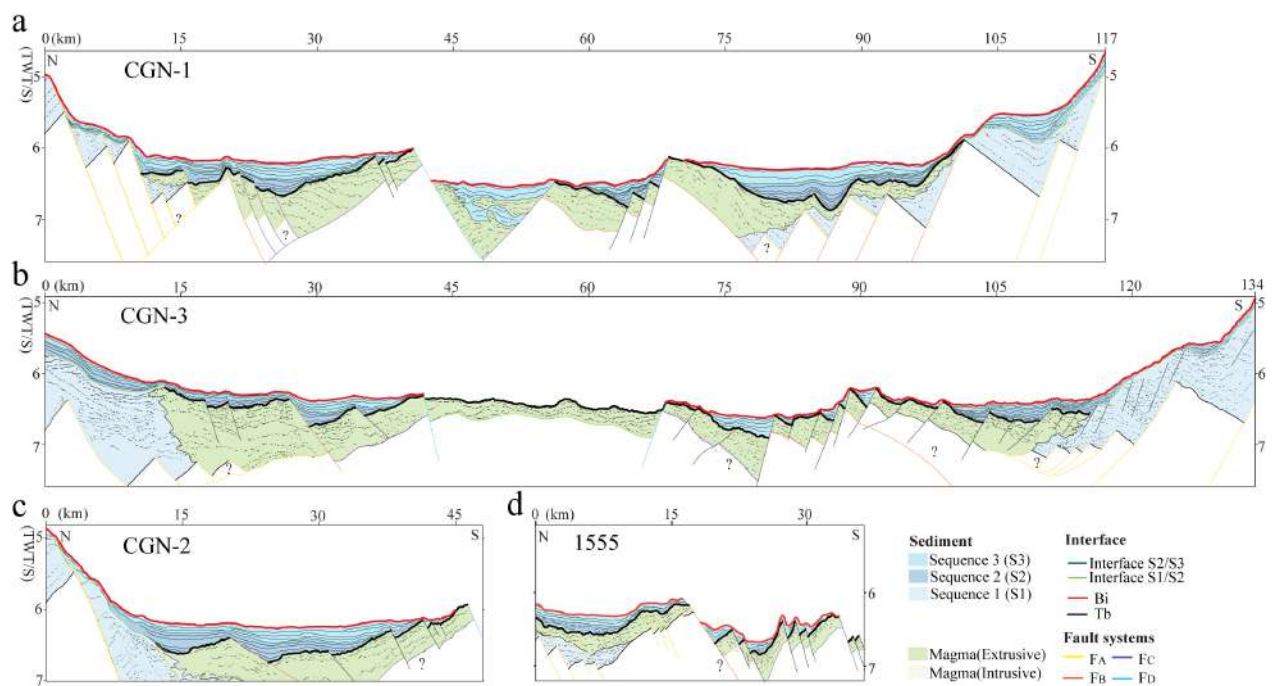 a
0 (km) 15 30 45 60 75 90 105 117
(TWT/S)
N
CGN-1
S
5 5
6 6
7 7
? ? ?
b
0 (km) 15 30 45 60 75 90 105 120 134
(TWT/S)
N
CGN-3
S
5 5
6 6
7 7
? ? ? ?
c
0 (km) 15 30 45
(TWT/S)
N
CGN-2
S
5
6
7
?
d
0 (km) 15 30
N
1555
6
7
?
Sediment
Sequence 3 (S3)
Sequence 2 (S2)
Sequence 1 (S1)
Magma(Extrusive)
Magma(Intrusive)
Interface
Interface S2/S3
Interface S1/S2
Bi
Tb
Fault systems
FA FC
FB FD